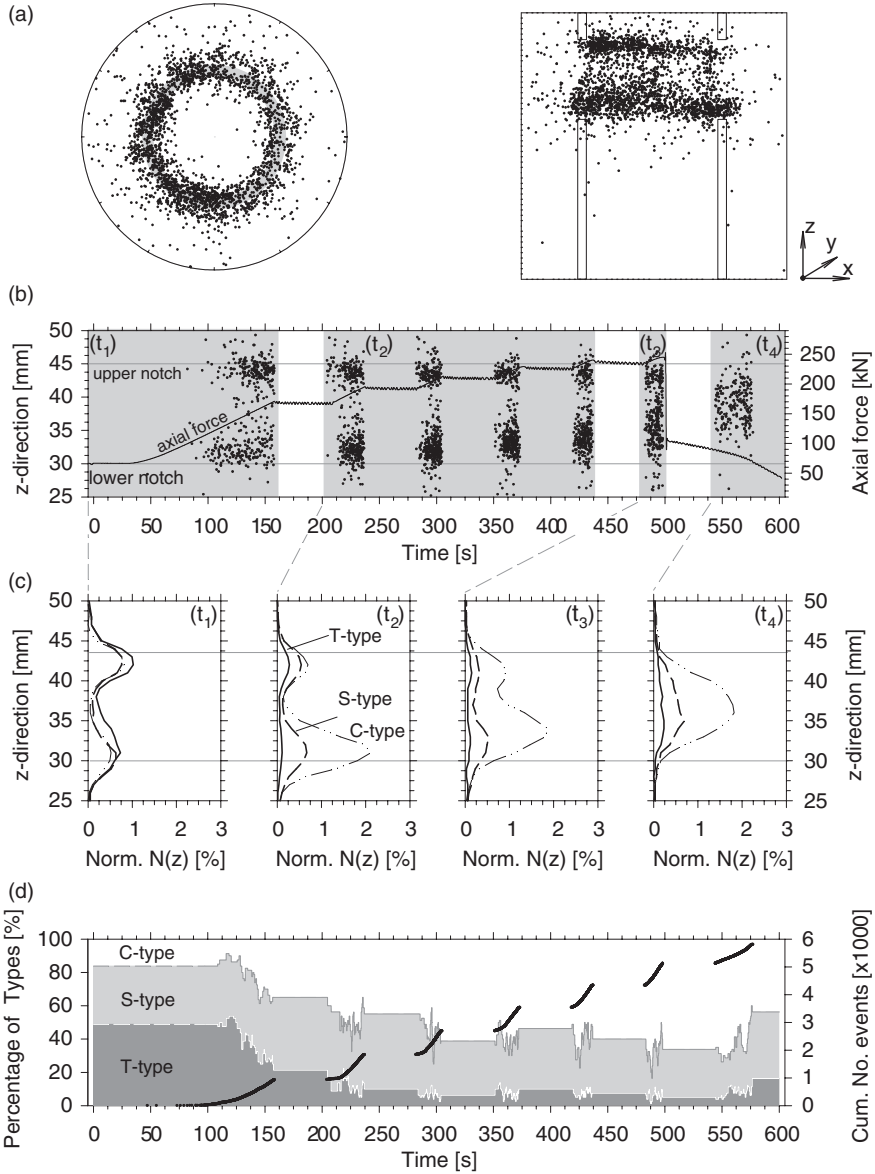 (a)
z
y
x
(b)
50
45
40
35
30
25
z-direction [mm]
(t1)
(t2)
(t3)
(t4)
upper notch
axial force
lower notch
250
200
150
100
50
Axial force [kN]
0 50 100 150 200 250 300 350 400 450 500 550 600
Time [s]
(c)
50
45
40
35
30
25
z-direction [mm]
(t1)
(t2)
T-type
S-type
C-type
(t3)
(t4)
50
45
40
35
30
25
z-direction [mm]
0 1 2 3
0 1 2 3
0 1 2 3
0 1 2 3
Norm. N(z) [%]
Norm. N(z) [%]
Norm. N(z) [%]
Norm. N(z) [%]
(d)
100
80
60
40
20
0
Percentage of Types [%]
C-type
S-type
T-type
6
5
4
3
2
1
0
Cum. No. events [x1000]
0 50 100 150 200 250 300 350 400 450 500 550 600
Time [s]